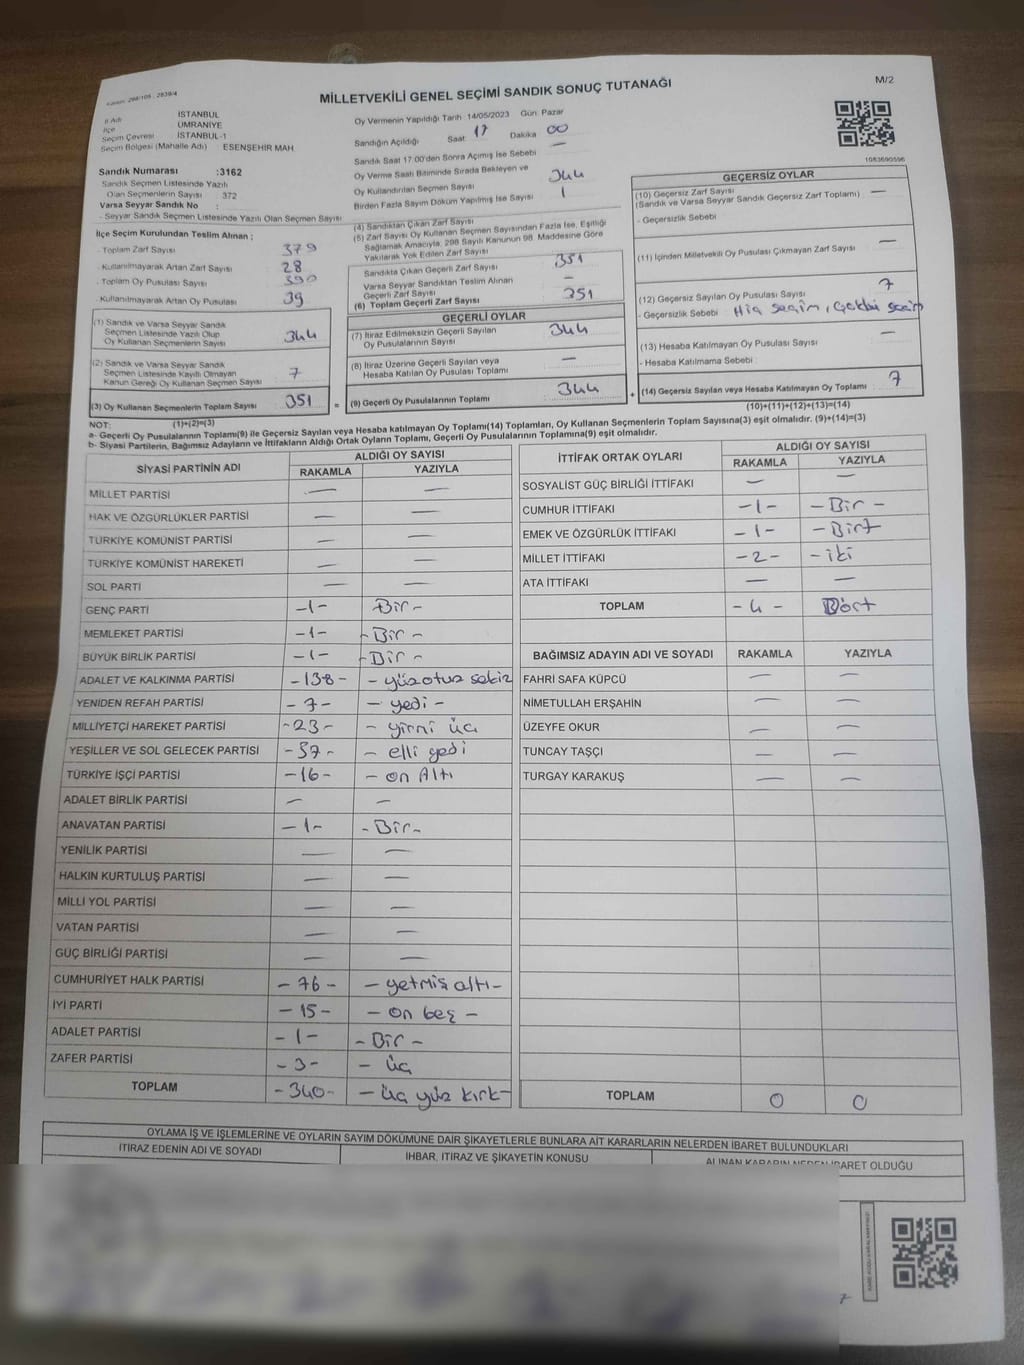 Kanun: 298/105 - 2839/4
MİLLETVEKİLİ GENEL SEÇİMİ SANDIK SONUÇ TUTANAĞI
M/2
İl Adı İSTANBUL
İlçe ÜMRANİYE
Seçim Çevresi İSTANBUL-1
Seçim Bölgesi (Mahalle Adı) ESENŞEHİR MAH.
Sandık Numarası :3162
Sandık Seçmen Listesinde Yazılı
Olan Seçmenlerin Sayısı : 372
Varsa Seyyar Sandık No :
- Seyyar Sandık Seçmen Listesinde Yazılı Olan Seçmen Sayısı
İlçe Seçim Kurulundan Teslim Alınan ;
- Toplam Zarf Sayısı 379
- Kullanılmayarak Artan Zarf Sayısı 28
- Toplam Oy Pusulası Sayısı 390
- Kullanılmayarak Artan Oy Pusulası 39
(1) Sandık ve Varsa Seyyar Sandık
Seçmen Listesinde Yazılı Olup
Oy Kullanan Seçmenlerin Sayısı 344
(2) Sandık ve Varsa Seyyar Sandık
Seçmen Listesinde Kayıtlı Olmayan
Kanun Gereği Oy Kullanan Seçmen Sayısı 7
(3) Oy Kullanan Seçmenlerin Toplam Sayısı 351
(1)+(2)=(3)
Oy Vermenin Yapıldığı Tarih 14/05/2023 Gün: Pazar
Sandığın Açıldığı Saat 17 Dakika 00
Sandık Saat 17:00'den Sonra Açımış İse Sebebi —
Oy Verme Saati Bitiminde Sırada Bekleyen ve
Oy Kullandırılan Seçmen Sayısı 344
Birden Fazla Sayım Döküm Yapılmış İse Sayısı 1
(4) Sandıktan Çıkan Zarf Sayısı
(5) Zarf Sayısı Oy Kullanan Seçmen Sayısından Fazla İse, Eşitliği
Sağlamak Amacıyla, 298 Sayılı Kanunun 98. Maddesine Göre
Yakılarak Yok Edilen Zarf Sayısı
Sandıkta Çıkan Geçerli Zarf Sayısı 351
Varsa Seyyar Sandıktan Teslim Alınan
Geçerli Zarf Sayısı —
(6) Toplam Geçerli Zarf Sayısı 351
GEÇERLİ OYLAR
(7) İtiraz Edilmeksizin Geçerli Sayılan
Oy Pusulalarının Sayısı 344
(8) İtiraz Üzerine Geçerli Sayılan veya
Hesaba Katılan Oy Pusulası Toplamı —
= (9) Geçerli Oy Pusulalarının Toplamı 344
1083690596
GEÇERSİZ OYLAR
(10) Geçersiz Zarf Sayısı —
(Sandık ve Varsa Seyyar Sandık Geçersiz Zarf Toplamı)
- Geçersizlik Sebebi
(11) İçinden Milletvekili Oy Pusulası Çıkmayan Zarf Sayısı —
(12) Geçersiz Sayılan Oy Pusulası Sayısı 7
- Geçersizlik Sebebi
(13) Hesaba Katılmayan Oy Pusulası Sayısı —
- Hesaba Katılmama Sebebi :
+ (14) Geçersiz Sayılan veya Hesaba Katılmayan Oy Toplamı 7
(10)+(11)+(12)+(13)=(14)
NOT:
a- Geçerli Oy Pusulalarının Toplamı(9) ile Geçersiz Sayılan veya Hesaba katılmayan Oy Toplamı(14) Toplamları, Oy Kullanan Seçmenlerin Toplam Sayısına(3) eşit olmalıdır. (9)+(14)=(3)
b- Siyasi Partilerin, Bağımsız Adayların ve İttifakların Aldığı Ortak Oyların Toplamı, Geçerli Oy Pusulalarının Toplamına(9) eşit olmalıdır.
SİYASİ PARTİNİN ADI ALDIĞI OY SAYISI
RAKAMLA YAZIYLA
MİLLET PARTİSİ — —
HAK VE ÖZGÜRLÜKLER PARTİSİ — —
TÜRKİYE KOMÜNİST PARTİSİ — —
TÜRKİYE KOMÜNİST HAREKETİ — —
SOL PARTİ — —
GENÇ PARTİ -1- Bir -
MEMLEKET PARTİSİ -1- - Bir -
BÜYÜK BİRLİK PARTİSİ -1- - Bir -
ADALET VE KALKINMA PARTİSİ -138- - yüzotuz sekiz
YENİDEN REFAH PARTİSİ -7- - yedi -
MİLLİYETÇİ HAREKET PARTİSİ -23- - yirmi üç
YEŞİLLER VE SOL GELECEK PARTİSİ -57- - elli yedi
TÜRKİYE İŞÇİ PARTİSİ -16- - on Altı
ADALET BİRLİK PARTİSİ — —
ANAVATAN PARTİSİ -1- - Bir -
YENİLİK PARTİSİ — —
HALKIN KURTULUŞ PARTİSİ — —
MİLLİ YOL PARTİSİ — —
VATAN PARTİSİ — —
GÜÇ BİRLİĞİ PARTİSİ — —
CUMHURİYET HALK PARTİSİ -76- - yetmiş altı -
İYİ PARTİ -15- - on beş -
ADALET PARTİSİ -1- - Bir -
ZAFER PARTİSİ -3- - üç
TOPLAM -340- - üç yüz kırk -
İTTİFAK ORTAK OYLARI ALDIĞI OY SAYISI
RAKAMLA YAZIYLA
SOSYALİST GÜÇ BİRLİĞİ İTTİFAKI — —
CUMHUR İTTİFAKI -1- - Bir -
EMEK VE ÖZGÜRLÜK İTTİFAKI -1- - Bir
MİLLET İTTİFAKI -2- - iki
ATA İTTİFAKI — —
TOPLAM -4- Dört
BAĞIMSIZ ADAYIN ADI VE SOYADI RAKAMLA YAZIYLA
FAHRİ SAFA KÜPCÜ — —
NİMETULLAH ERŞAHİN — —
ÜZEYFE OKUR — —
TUNCAY TAŞÇI — —
TURGAY KARAKUŞ — —
TOPLAM 0 0
OYLAMA İŞ VE İŞLEMLERİNE VE OYLARIN SAYIM DÖKÜMÜNE DAİR ŞİKAYETLERLE BUNLARA AİT KARARLARIN NELERDEN İBARET BULUNDUKLARI
İTİRAZ EDENİN ADI VE SOYADI İHBAR, İTİRAZ VE ŞİKAYETİN KONUSU ALINAN KARARIN NEDEN İBARET OLDUĞU